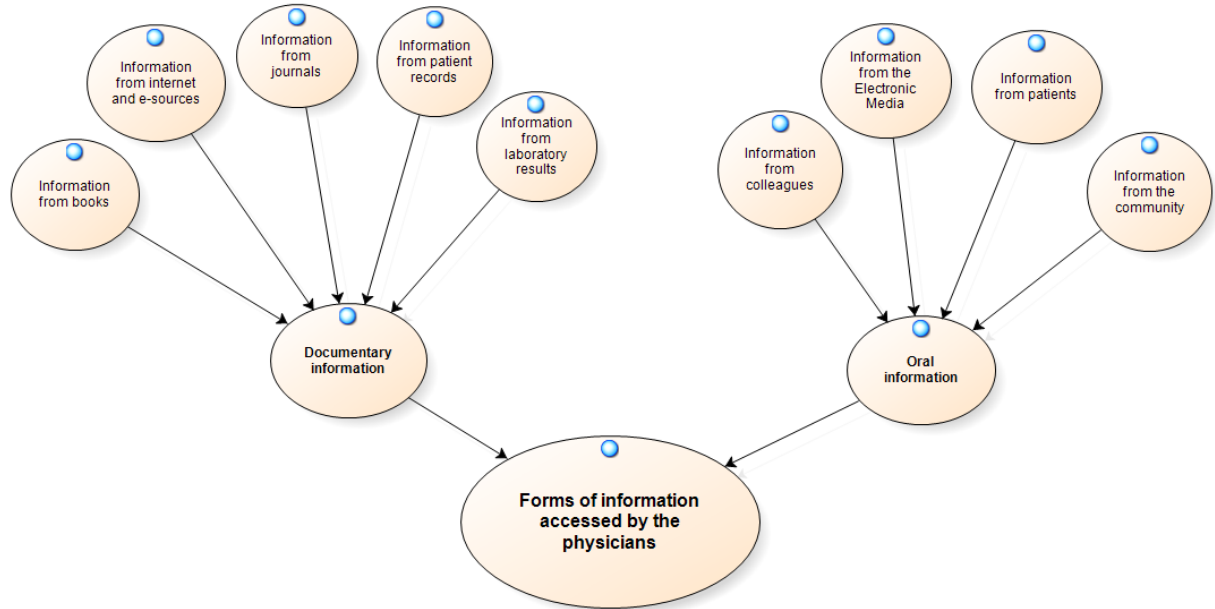 Information
from books
Information
from internet
and e-sources
Information
from
journals
Information
from patient
records
Information
from
laboratory
results
Information
from
colleagues
Information
from the
Electronic
Media
Information
from patients
Information
from the
community
Documentary
information
Oral
information
Forms of information
accessed by the
physicians